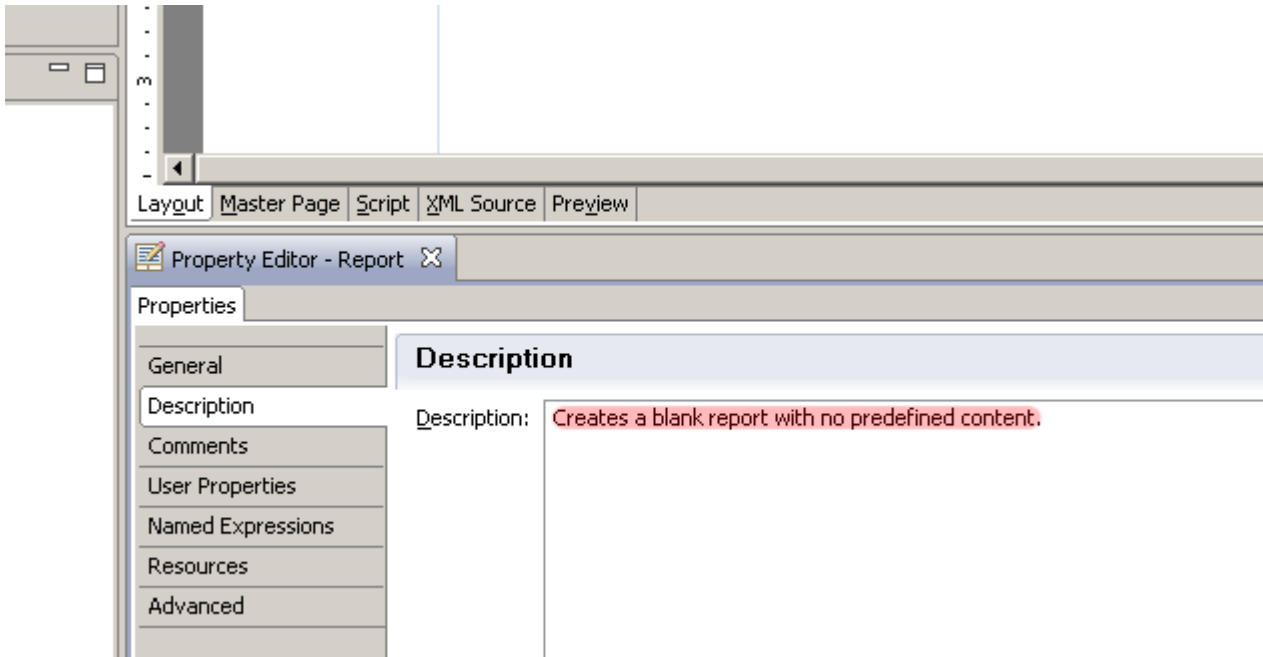 3
Layout Master Page Script XML Source Preview
Property Editor - Report
Properties
General
Description
Comments
User Properties
Named Expressions
Resources
Advanced
Description
Description: Creates a blank report with no predefined content.